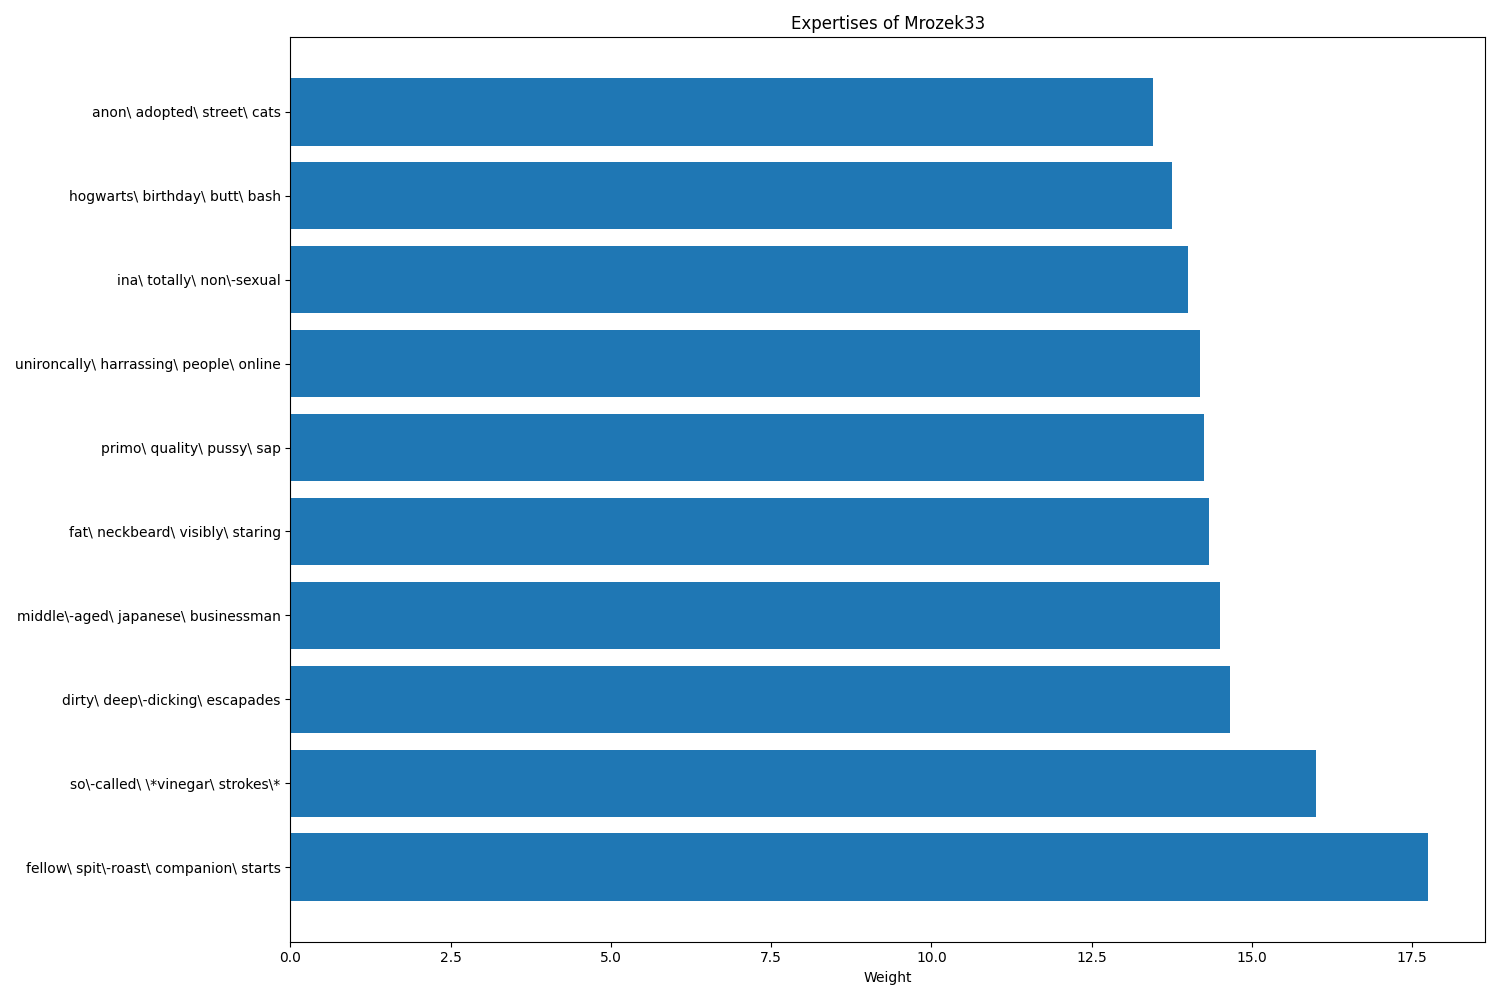 Expertises of Mrozek33
anon\ adopted\ street\ cats
hogwarts\ birthday\ butt\ bash
ina\ totally\ non\-sexual
unironcally\ harrassing\ people\ online
primo\ quality\ pussy\ sap
fat\ neckbeard\ visibly\ staring
middle\-aged\ japanese\ businessman
dirty\ deep\-dicking\ escapades
so\-called\ \*vinegar\ strokes\*
fellow\ spit\-roast\ companion\ starts
0.0 2.5 5.0 7.5 10.0 12.5 15.0 17.5
Weight